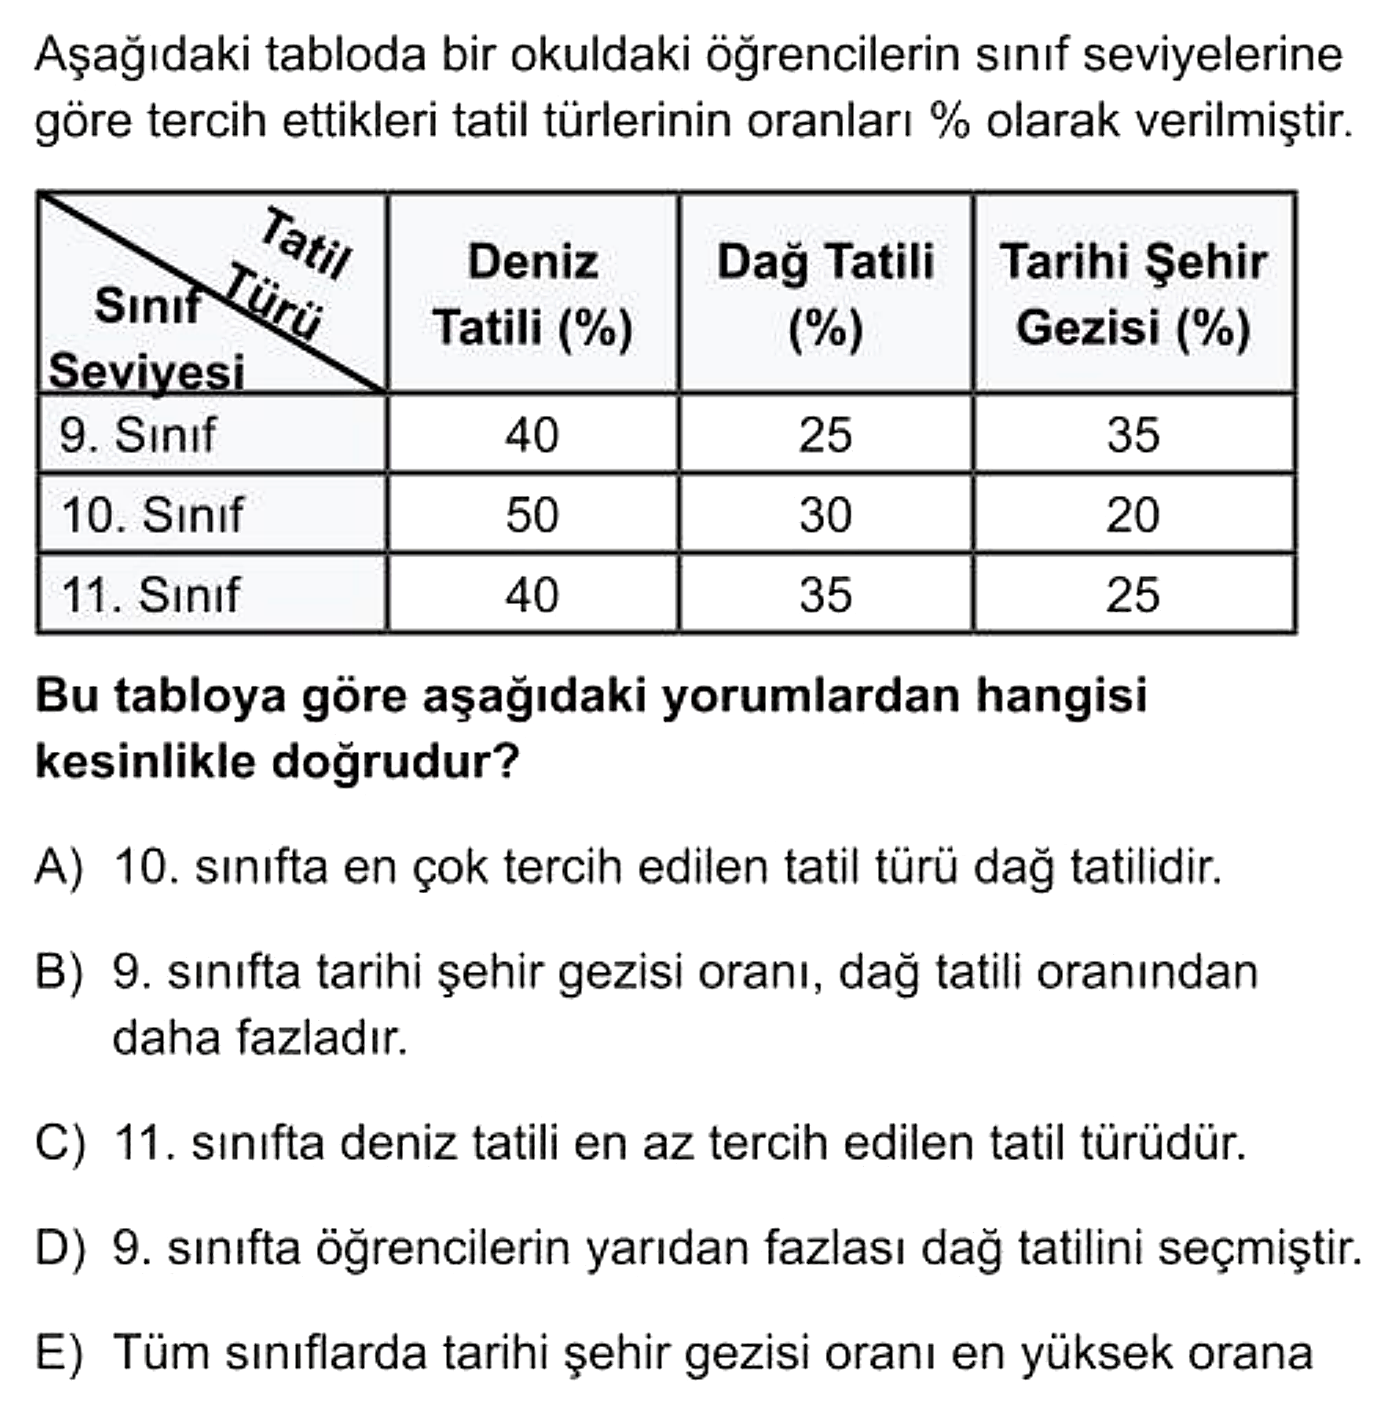 Aşağıdaki tabloda bir okuldaki öğrencilerin sınıf seviyelerine
göre tercih ettikleri tatil türlerinin oranları % olarak verilmiştir.
Tatil Türü
Sınıf Seviyesi
Deniz Tatili (%)
Dağ Tatili (%)
Tarihi Şehir Gezisi (%)
9. Sınıf 40 25 35
10. Sınıf 50 30 20
11. Sınıf 40 35 25
Bu tabloya göre aşağıdaki yorumlardan hangisi
kesinlikle doğrudur?
A) 10. sınıfta en çok tercih edilen tatil türü dağ tatilidir.
B) 9. sınıfta tarihi şehir gezisi oranı, dağ tatili oranından
daha fazladır.
C) 11. sınıfta deniz tatili en az tercih edilen tatil türüdür.
D) 9. sınıfta öğrencilerin yarıdan fazlası dağ tatilini seçmiştir.
E) Tüm sınıflarda tarihi şehir gezisi oranı en yüksek orana